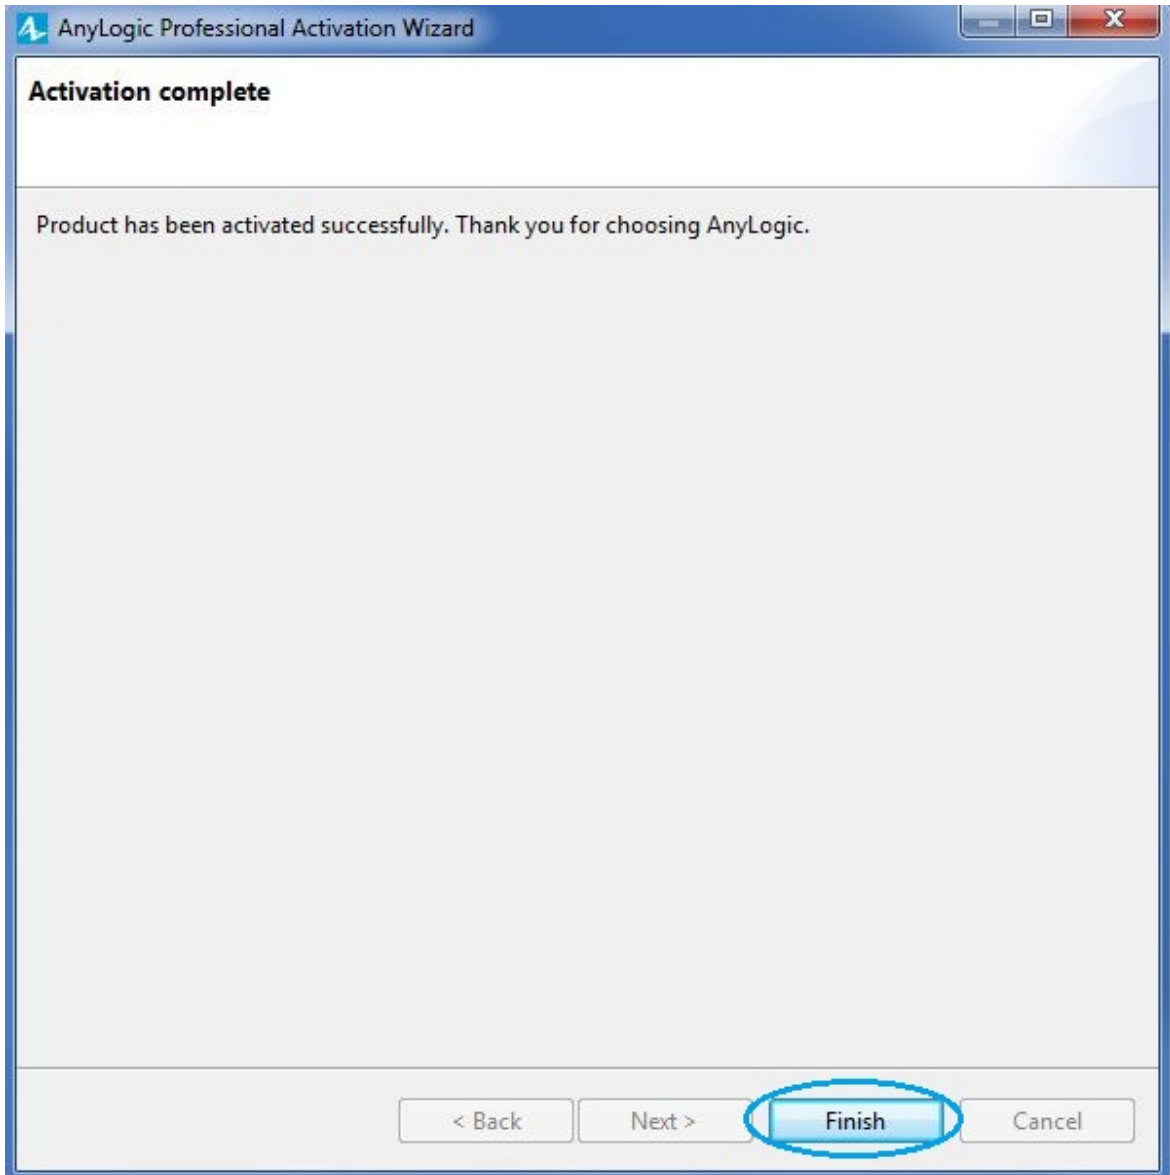 AnyLogic Professional Activation Wizard
Activation complete
Product has been activated successfully. Thank you for choosing AnyLogic.
< Back Next > Finish Cancel